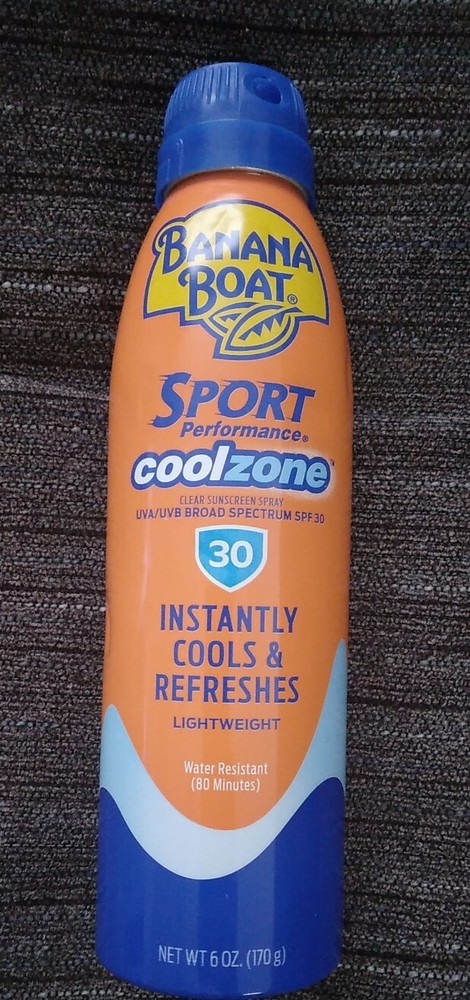 BANANA
BOAT®
SPORT
Performance®
coolzone™
CLEAR SUNSCREEN SPRAY
UVA/UVB BROAD SPECTRUM SPF 30
30
INSTANTLY
COOLS &
REFRESHES
LIGHTWEIGHT
Water Resistant
(80 Minutes)
NET WT 6 OZ. (170 g)